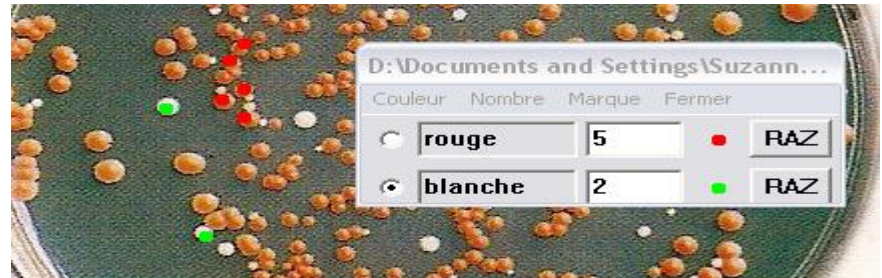 D:\Documents and Settings\Suzann...
Couleur Nombre Marque Fermer
rouge 5 RAZ
blanche 2 RAZ